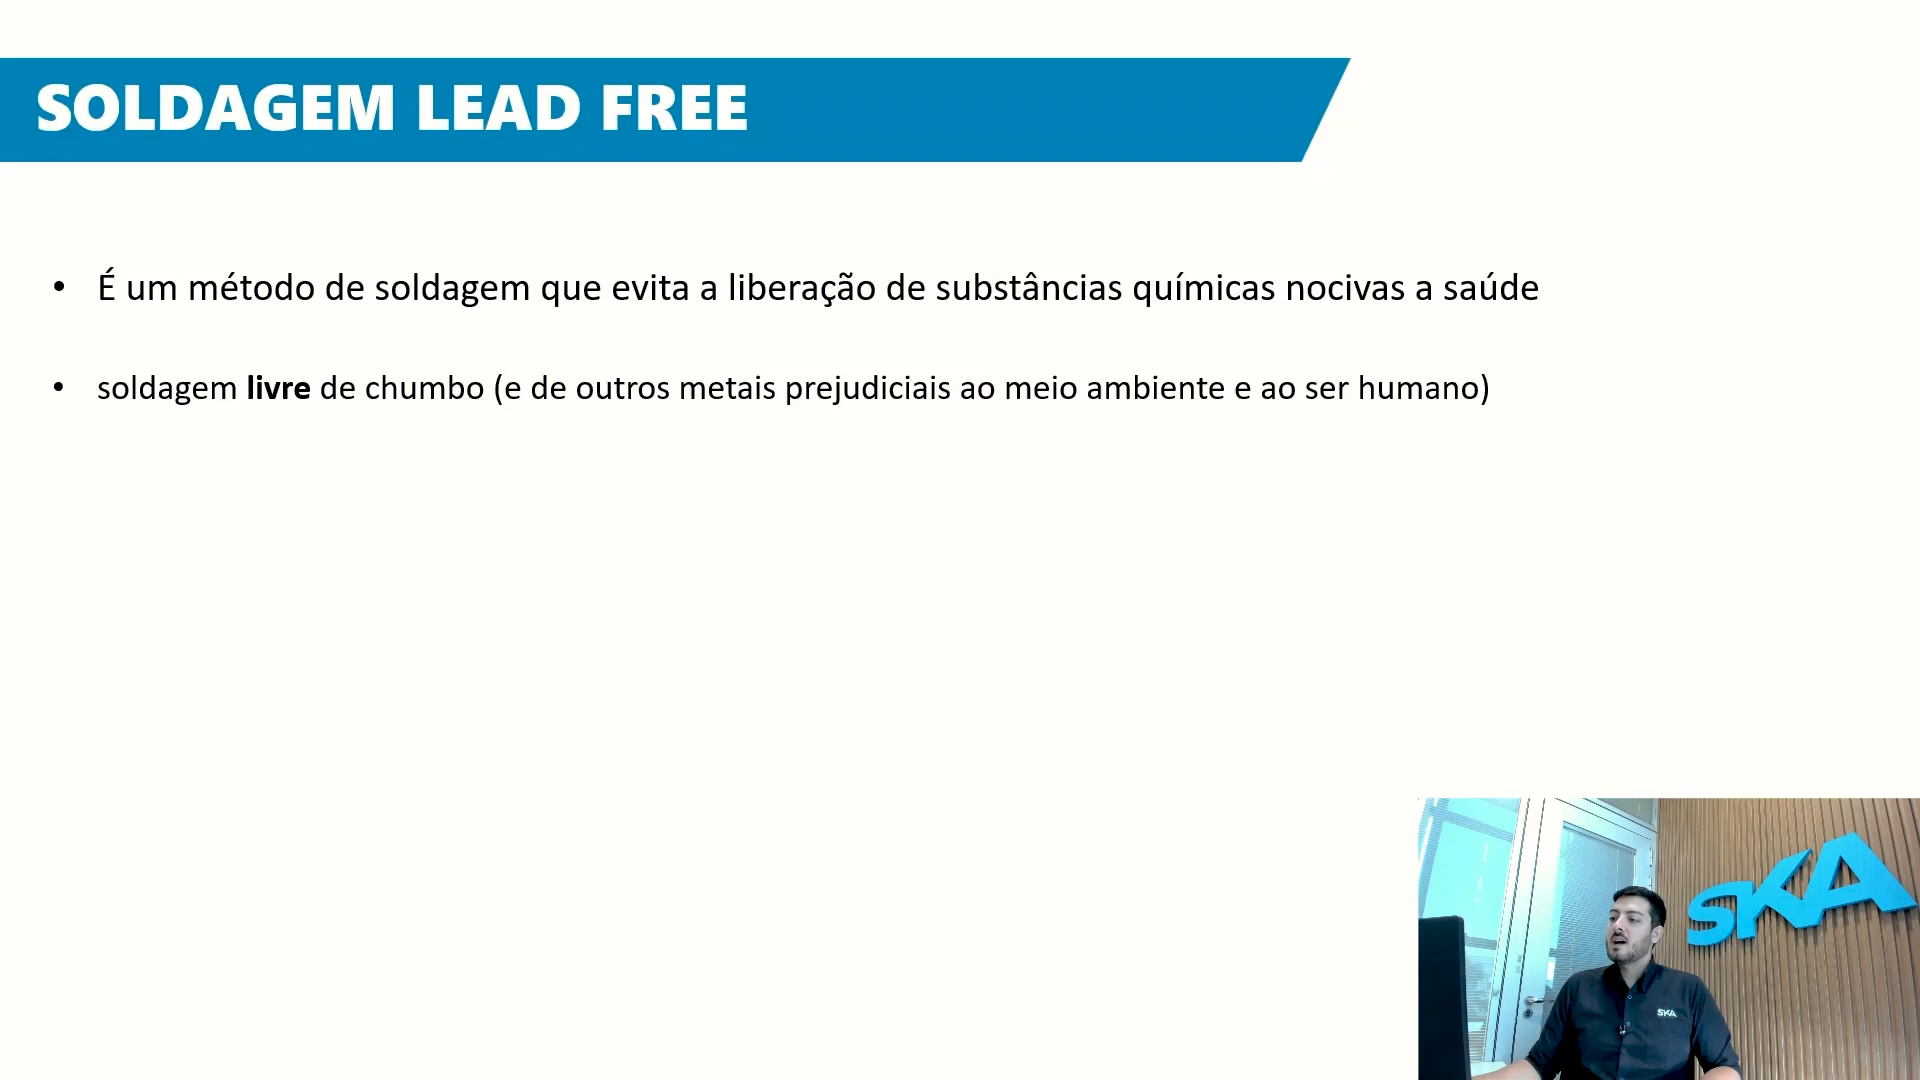 SOLDAGEM LEAD FREE
• É um método de soldagem que evita a liberação de substâncias químicas nocivas a saúde
• soldagem livre de chumbo (e de outros metais prejudiciais ao meio ambiente e ao ser humano)
SKA
SKA